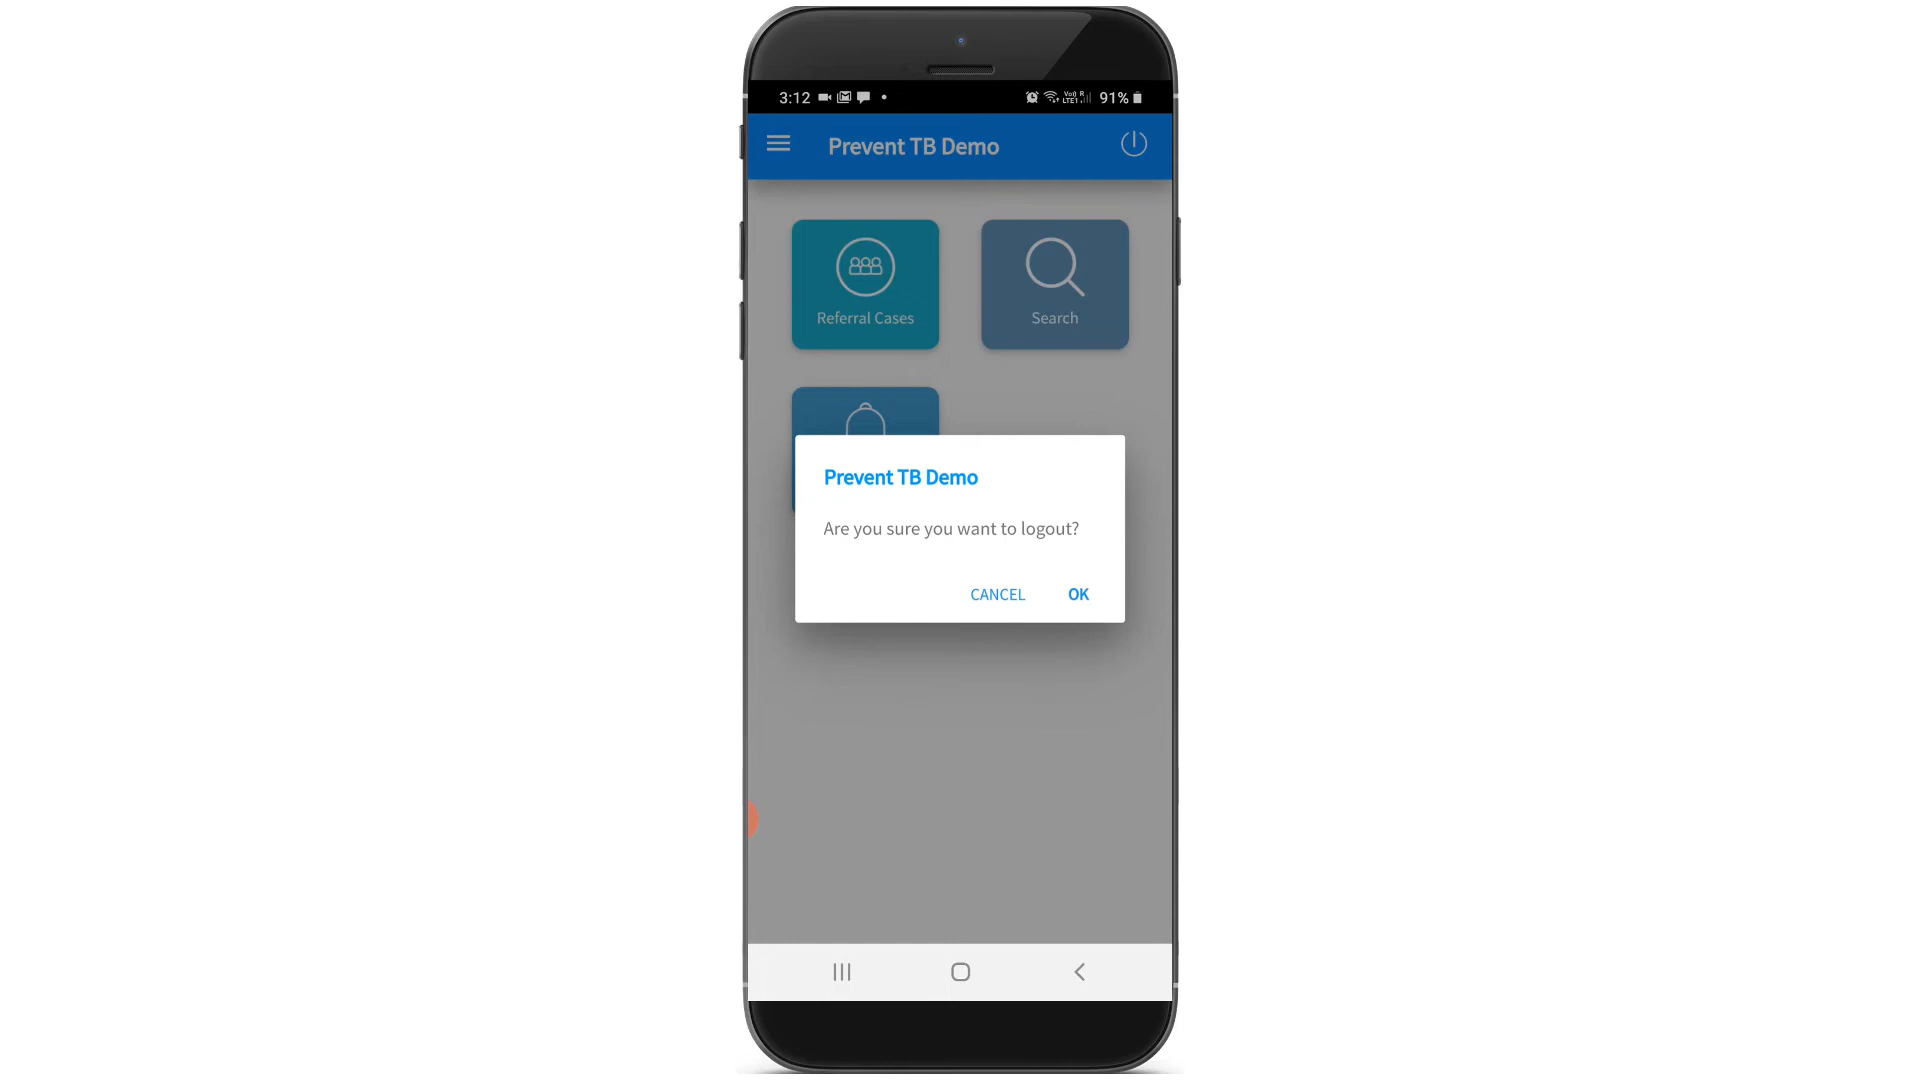 3:12
91%
Prevent TB Demo
Referral Cases
Search
Prevent TB Demo
Are you sure you want to logout?
CANCEL OK